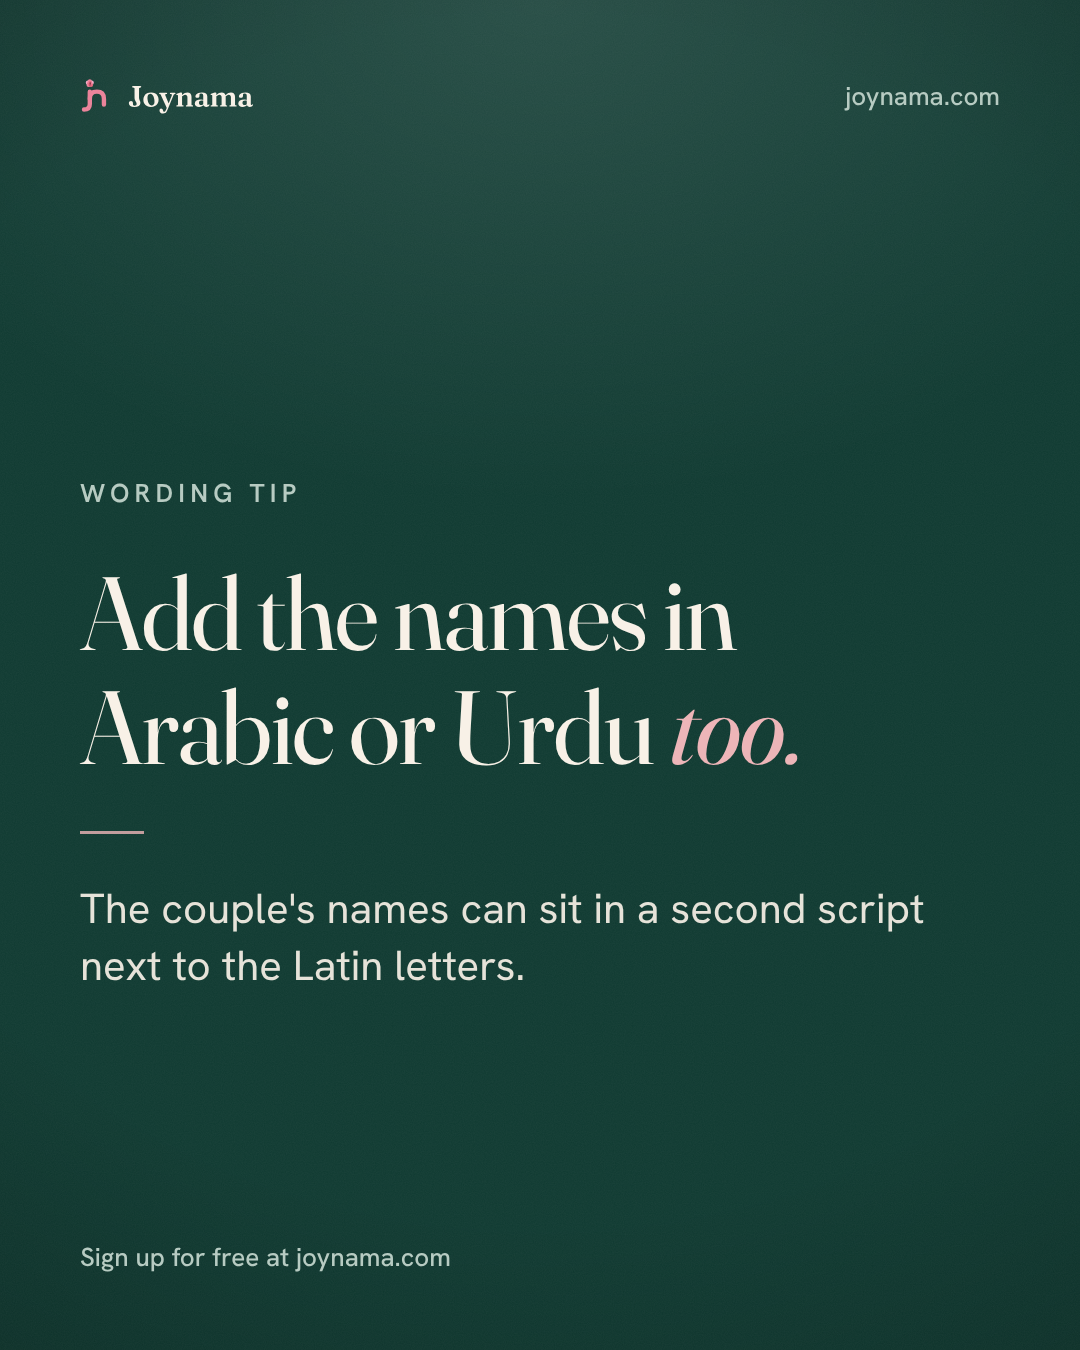 Joynama
joynama.com
WORDING TIP
Add the names in
Arabic or Urdu too.
The couple's names can sit in a second script
next to the Latin letters.
Sign up for free at joynama.com